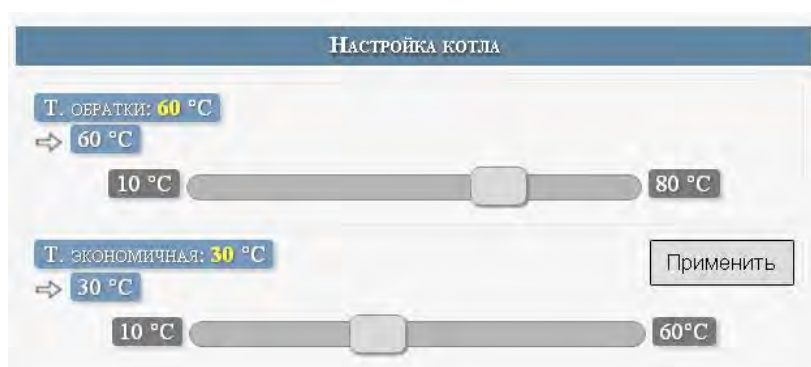 Настройка котла
Т. обратки: 60 °C
⇨ 60 °C
10 °C 80 °C
Т. экономичная: 30 °C
Применить
⇨ 30 °C
10 °C 60°C